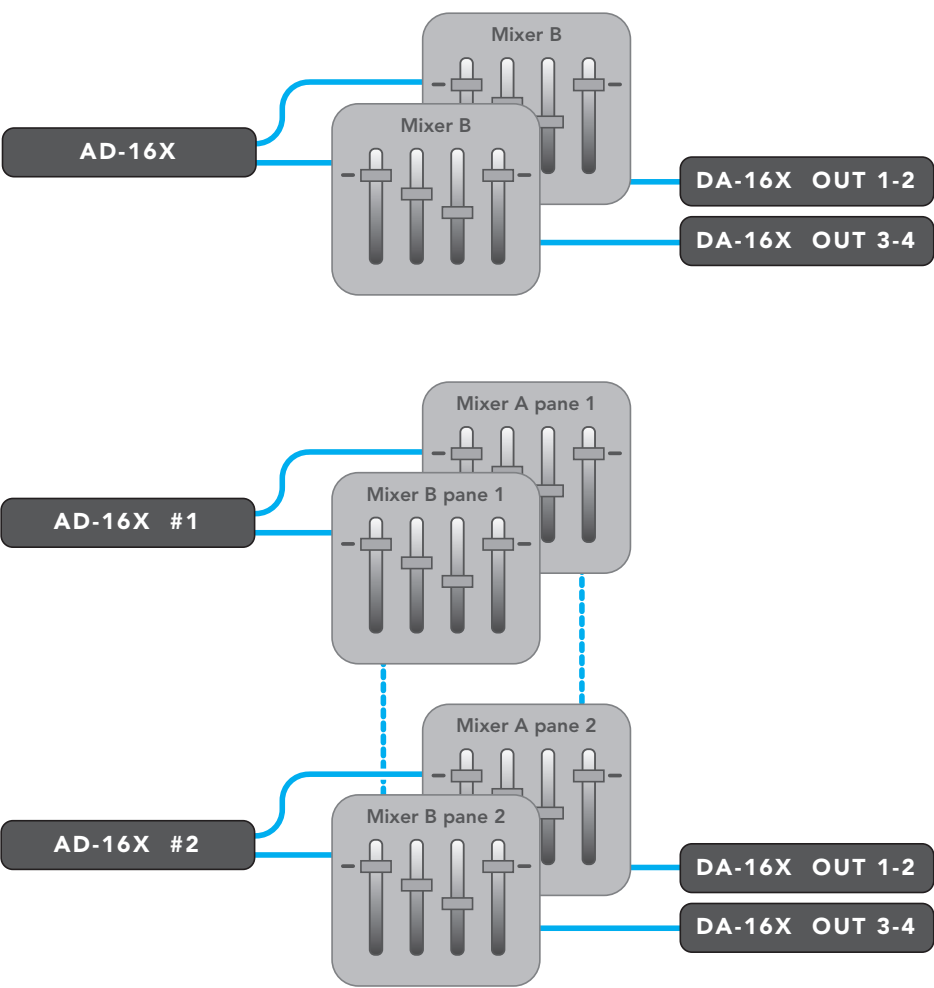 Mixer B
Mixer B
AD-16X
DA-16X OUT 1-2
DA-16X OUT 3-4
Mixer A pane 1
Mixer B pane 1
AD-16X #1
Mixer A pane 2
Mixer B pane 2
AD-16X #2
DA-16X OUT 1-2
DA-16X OUT 3-4